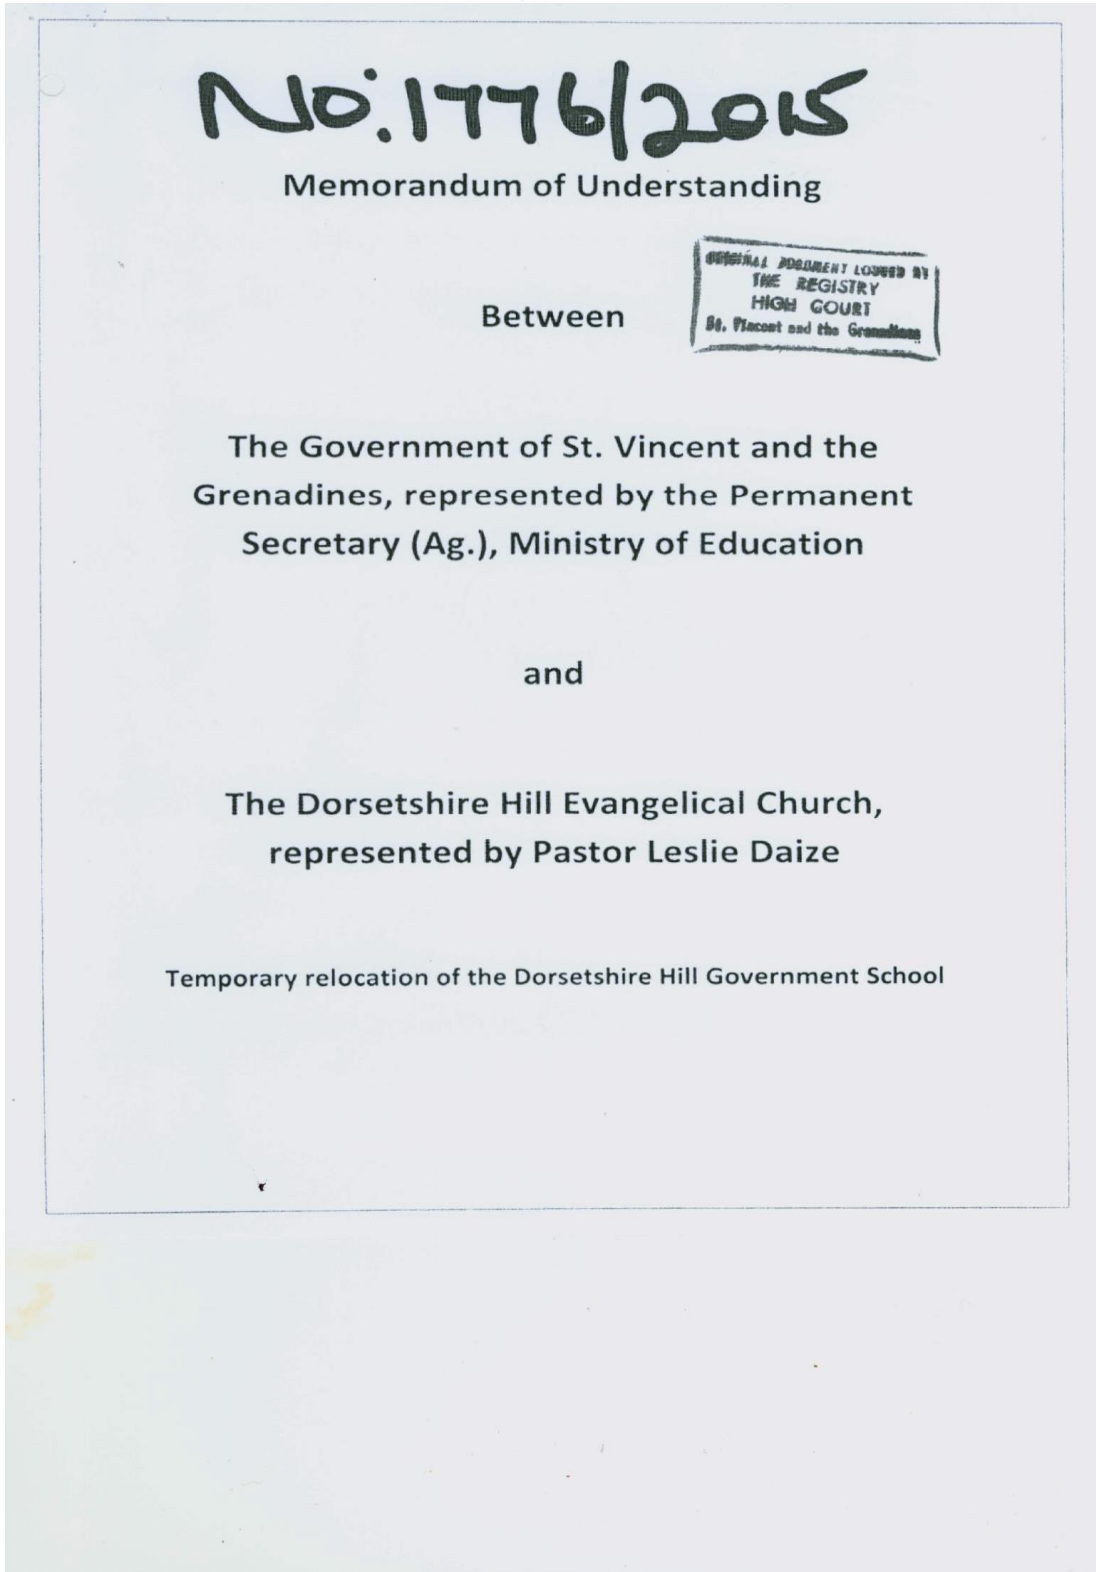 No: 1776/2015
Memorandum of Understanding
ORIGINAL DOCUMENT LODGED AT
THE REGISTRY
HIGH COURT
St. Vincent and the Grenadines
Between
The Government of St. Vincent and the
Grenadines, represented by the Permanent
Secretary (Ag.), Ministry of Education
and
The Dorsetshire Hill Evangelical Church,
represented by Pastor Leslie Daize
Temporary relocation of the Dorsetshire Hill Government School